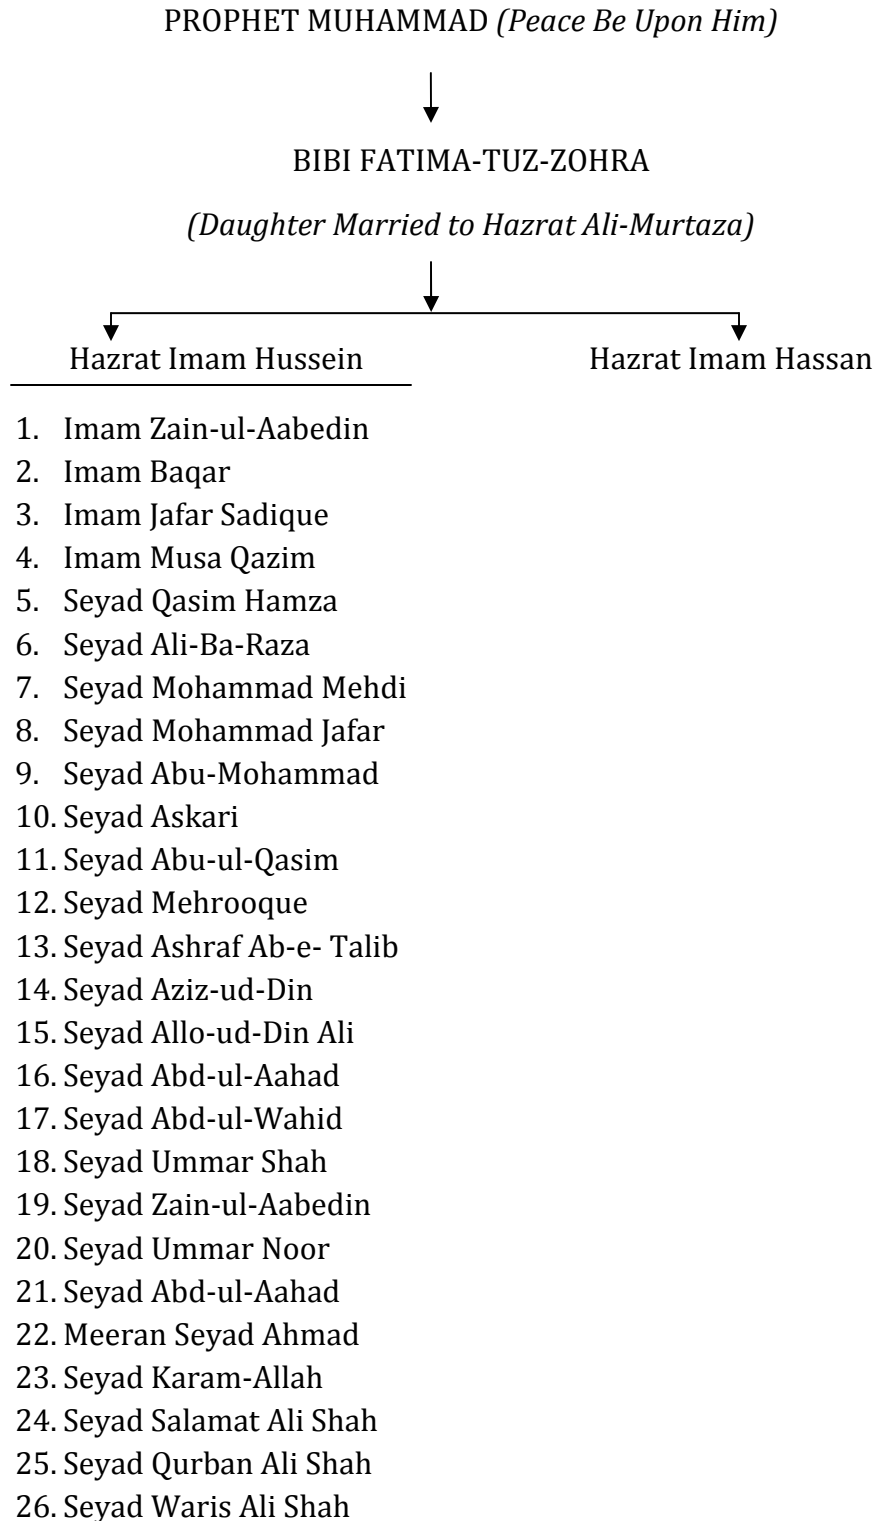 PROPHET MUHAMMAD (Peace Be Upon Him)
BIBI FATIMA-TUZ-ZOHRA
(Daughter Married to Hazrat Ali-Murtaza)
Hazrat Imam Hussein Hazrat Imam Hassan
1. Imam Zain-ul-Aabedin
2. Imam Baqar
3. Imam Jafar Sadique
4. Imam Musa Qazim
5. Seyad Qasim Hamza
6. Seyad Ali-Ba-Raza
7. Seyad Mohammad Mehdi
8. Seyad Mohammad Jafar
9. Seyad Abu-Mohammad
10. Seyad Askari
11. Seyad Abu-ul-Qasim
12. Seyad Mehrooque
13. Seyad Ashraf Ab-e- Talib
14. Seyad Aziz-ud-Din
15. Seyad Allo-ud-Din Ali
16. Seyad Abd-ul-Aahad
17. Seyad Abd-ul-Wahid
18. Seyad Ummar Shah
19. Seyad Zain-ul-Aabedin
20. Seyad Ummar Noor
21. Seyad Abd-ul-Aahad
22. Meeran Seyad Ahmad
23. Seyad Karam-Allah
24. Seyad Salamat Ali Shah
25. Seyad Qurban Ali Shah
26. Seyad Waris Ali Shah